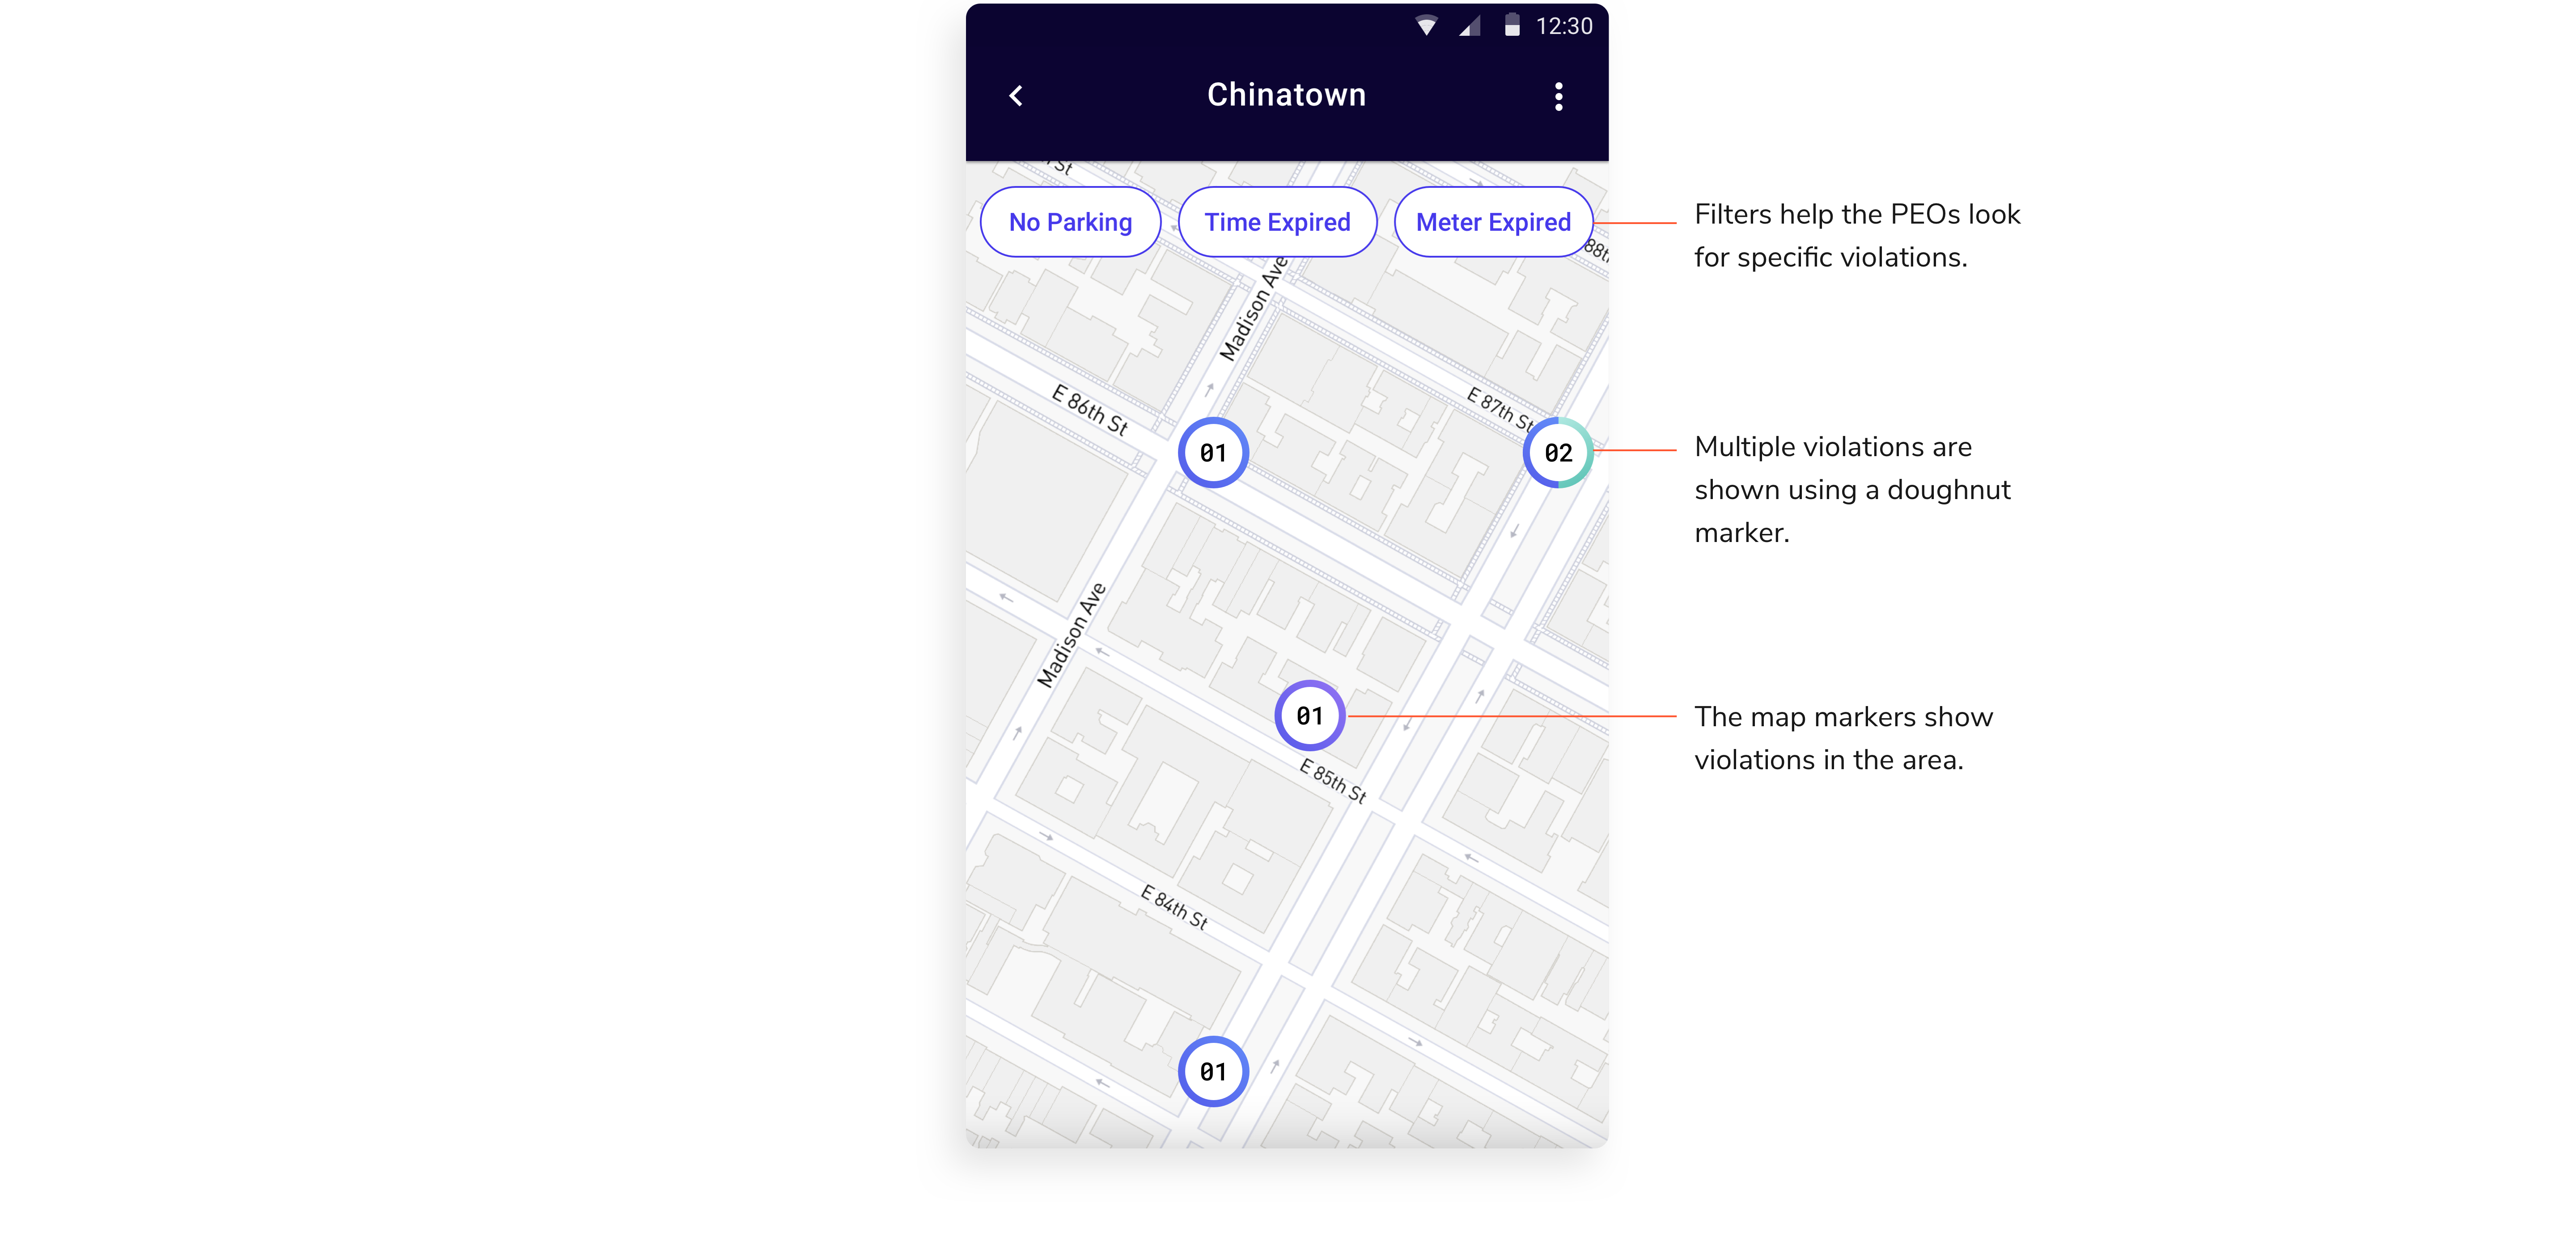 12:30
Chinatown
St
No Parking
Time Expired
Meter Expired
Filters help the PEOs look
for specific violations.
88th
Madison Ave
E 86th St
E 87th St
01
02
Multiple violations are
shown using a doughnut
marker.
Madison Ave
01
The map markers show
violations in the area.
E 85th St
E 84th St
01